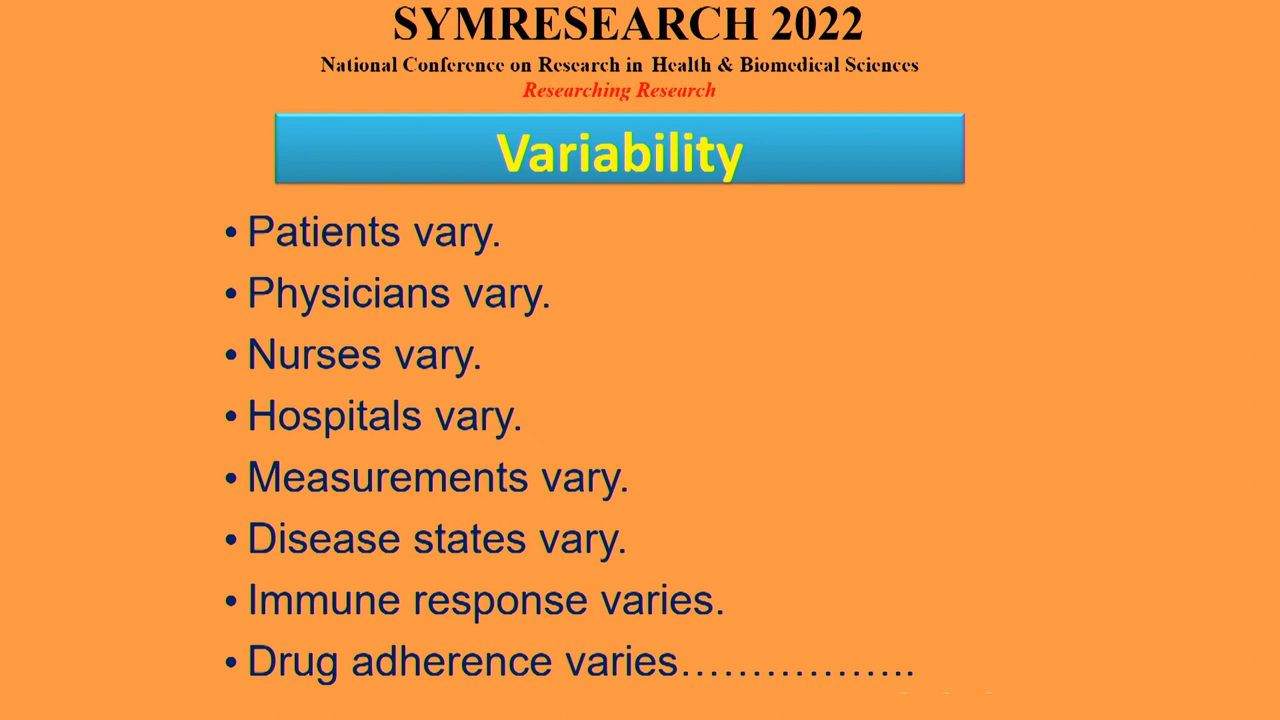 SYMRESEARCH 2022
National Conference on Research in Health & Biomedical Sciences
Researching Research
Variability
• Patients vary.
• Physicians vary.
• Nurses vary.
• Hospitals vary.
• Measurements vary.
• Disease states vary.
• Immune response varies.
• Drug adherence varies………………..